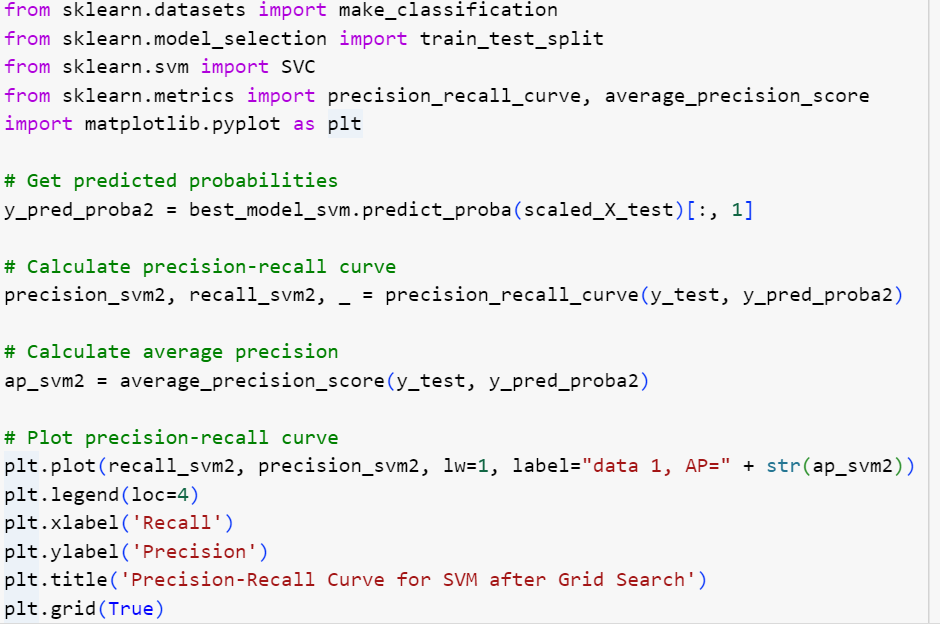 from sklearn.datasets import make_classification
from sklearn.model_selection import train_test_split
from sklearn.svm import SVC
from sklearn.metrics import precision_recall_curve, average_precision_score
import matplotlib.pyplot as plt
# Get predicted probabilities
y_pred_proba2 = best_model_svm.predict_proba(scaled_X_test)[:, 1]
# Calculate precision-recall curve
precision_svm2, recall_svm2, _ = precision_recall_curve(y_test, y_pred_proba2)
# Calculate average precision
ap_svm2 = average_precision_score(y_test, y_pred_proba2)
# Plot precision-recall curve
plt.plot(recall_svm2, precision_svm2, lw=1, label="data 1, AP=" + str(ap_svm2))
plt.legend(loc=4)
plt.xlabel('Recall')
plt.ylabel('Precision')
plt.title('Precision-Recall Curve for SVM after Grid Search')
plt.grid(True)